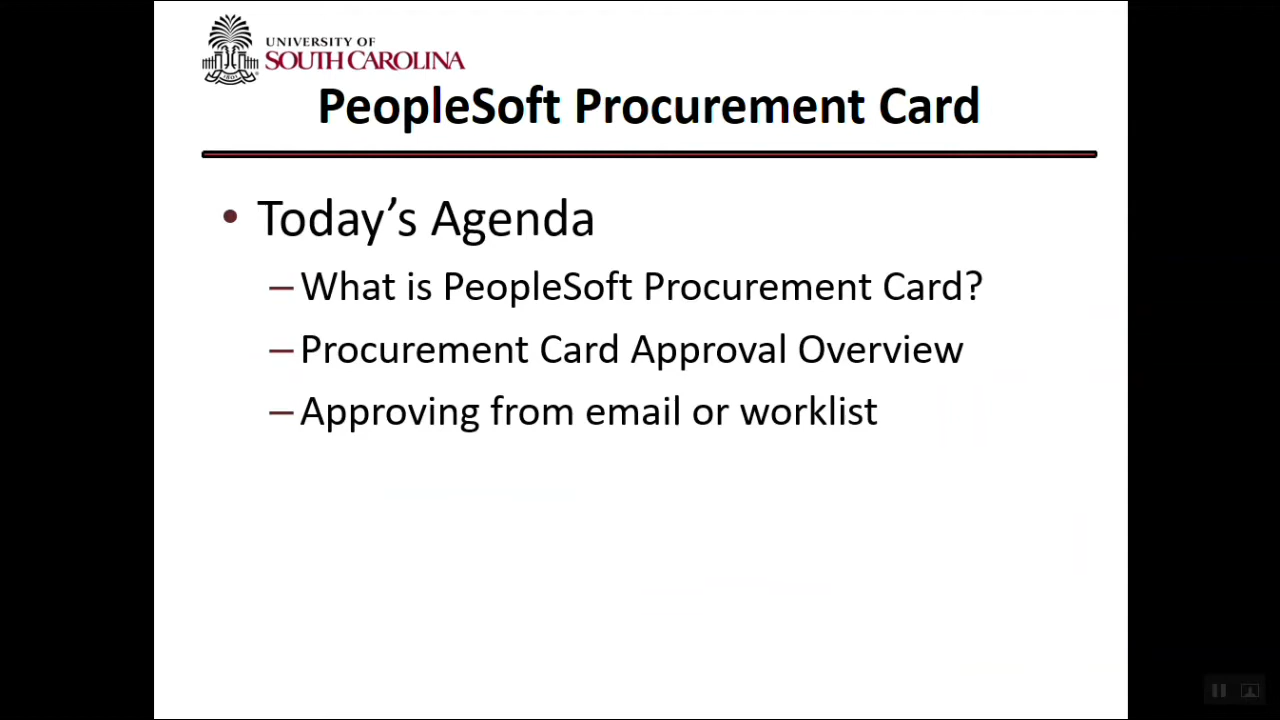 UNIVERSITY OF
SOUTH CAROLINA
PeopleSoft Procurement Card
• Today's Agenda
– What is PeopleSoft Procurement Card?
– Procurement Card Approval Overview
– Approving from email or worklist